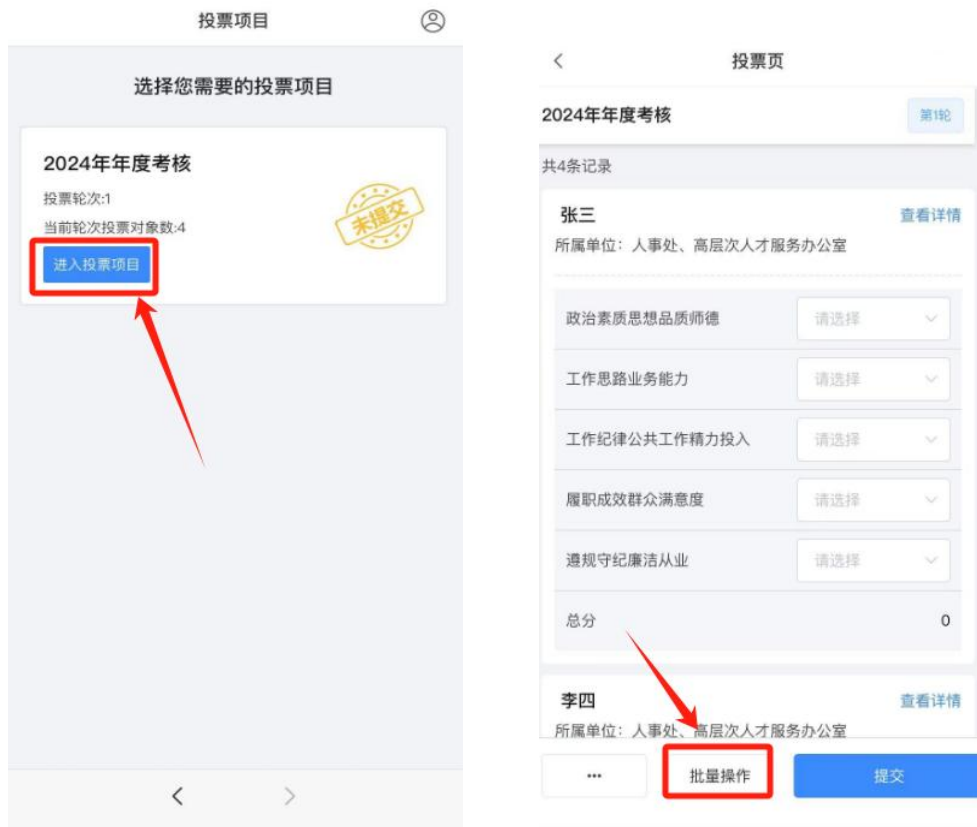 投票项目
选择您需要的投票项目
2024年年度考核
投票轮次:1
当前轮次投票对象数:4
未提交
进入投票项目
投票页
2024年年度考核
第1轮
共4条记录
张三
查看详情
所属单位：人事处、高层次人才服务办公室
政治素质思想品质师德
请选择
工作思路业务能力
请选择
工作纪律公共工作精力投入
请选择
履职成效群众满意度
请选择
遵规守纪廉洁从业
请选择
总分
0
李四
查看详情
所属单位：人事处、高层次人才服务办公室
...
批量操作
提交